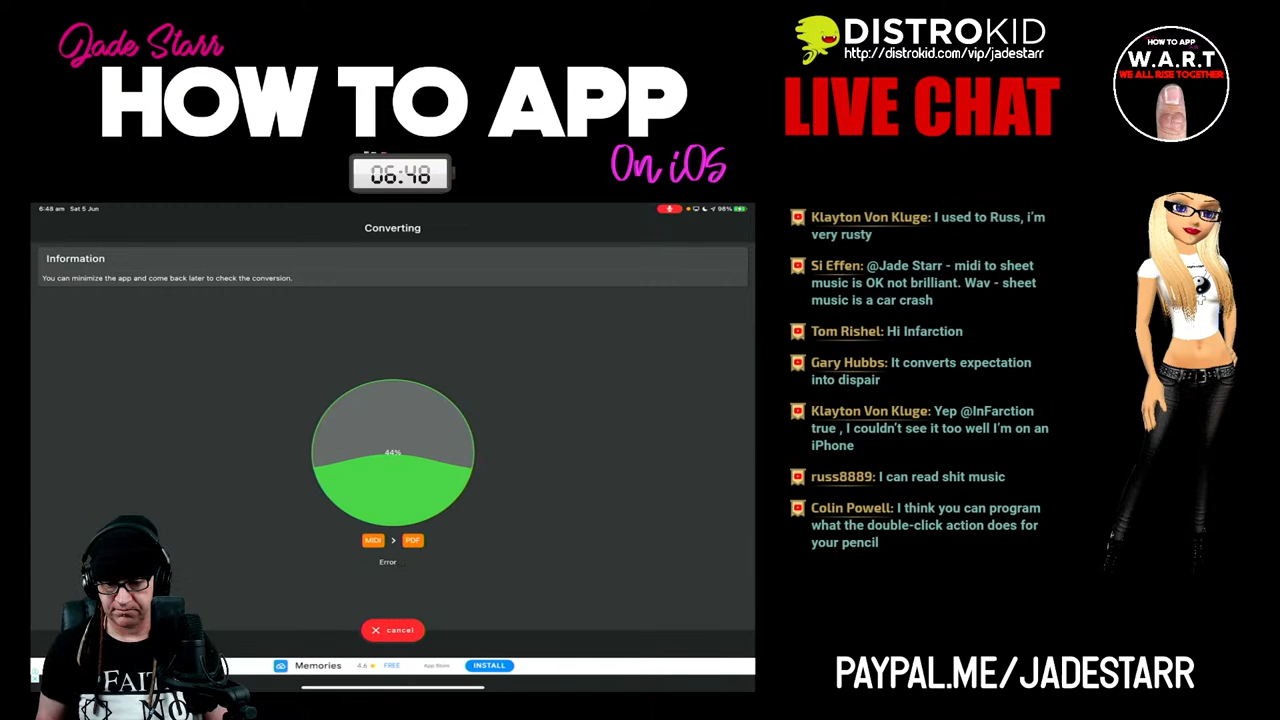 Jade Starr
HOW TO APP
On iOS
06:48
DISTROKID
http://distrokid.com/vip/jadestarr
LIVE CHAT
HOW TO APP
W.A.R.T
WE ALL RISE TOGETHER
6:48 am Sat 5 Jun
98%
Converting
Information
You can minimize the app and come back later to check the conversion.
44%
MIDI > PDF
Error
cancel
Memories 4.6 FREE App Store INSTALL
Klayton Von Kluge: I used to Russ, i'm
very rusty
Si Effen: @Jade Starr - midi to sheet
music is OK not brilliant. Wav - sheet
music is a car crash
Tom Rishel: Hi Infarction
Gary Hubbs: It converts expectation
into dispair
Klayton Von Kluge: Yep @InFarction
true , I couldn't see it too well I'm on an
iPhone
russ8889: I can read shit music
Colin Powell: I think you can program
what the double-click action does for
your pencil
PAYPAL.ME/JADESTARR